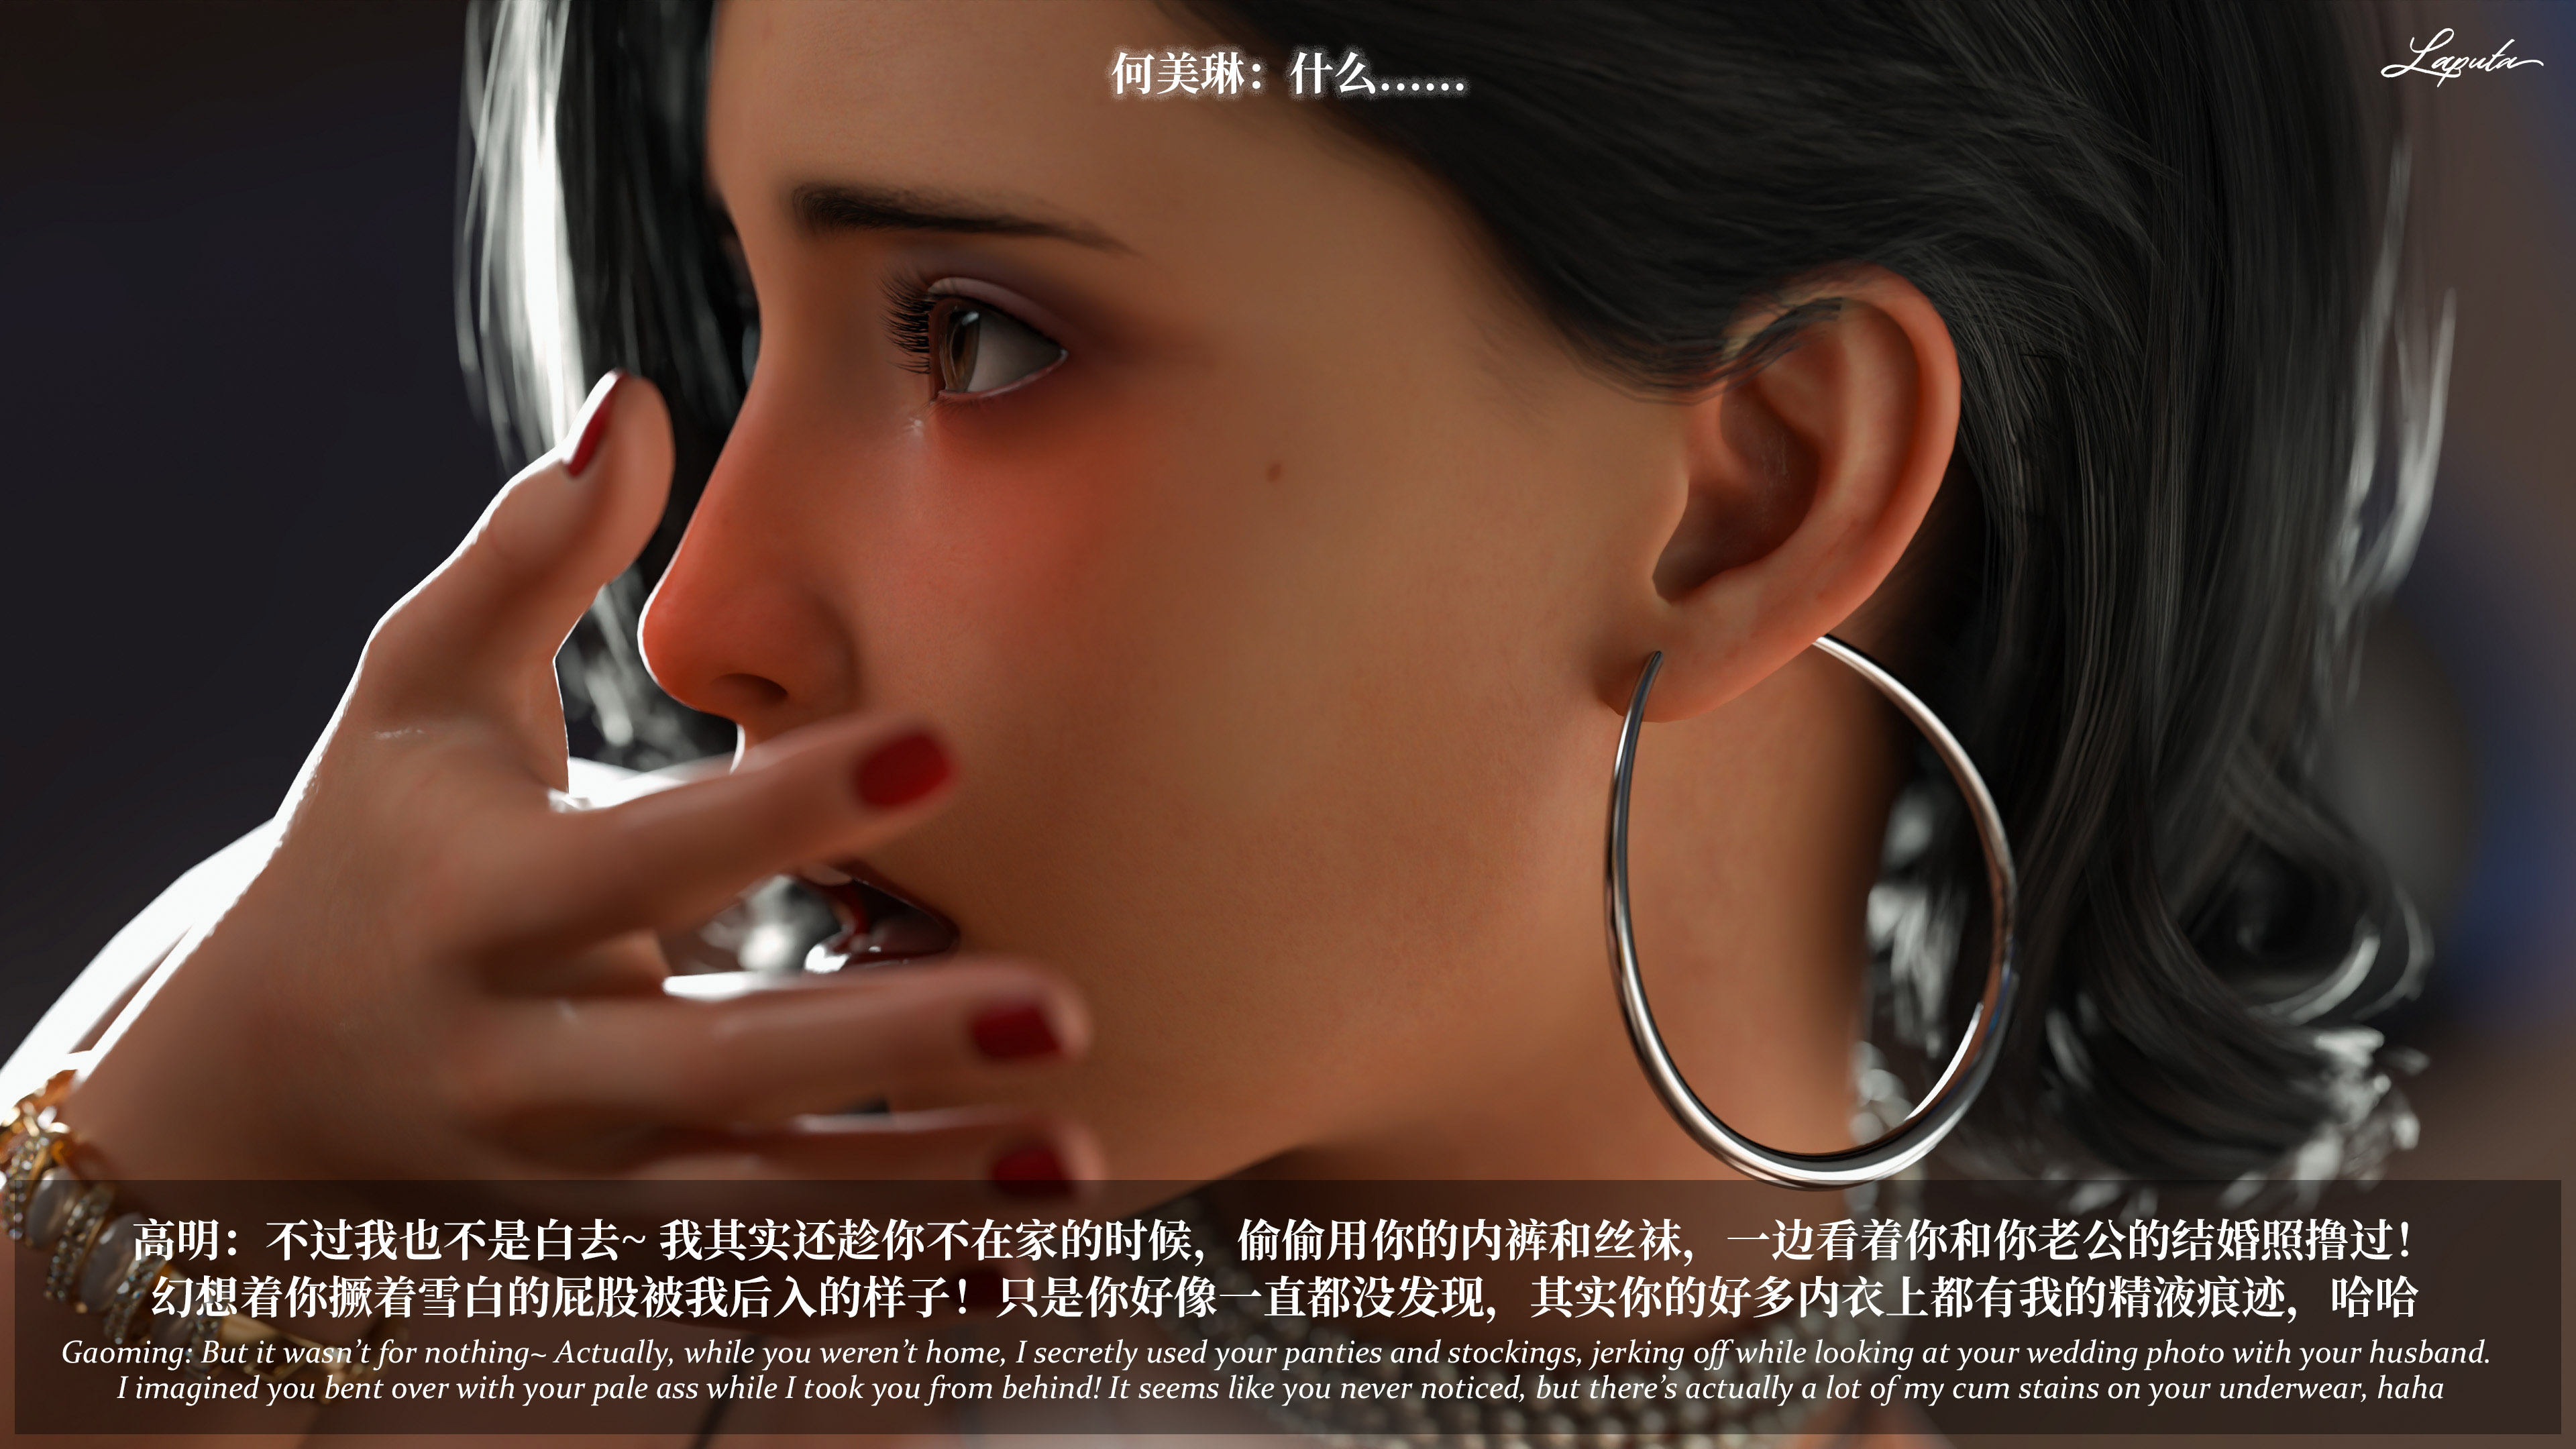 何美琳：什么……
Laputa
高明：不过我也不是白去~ 我其实还趁你不在家的时候，偷偷用你的内裤和丝袜，一边看着你和你老公的结婚照撸过！
幻想着你撅着雪白的屁股被我后入的样子！只是你好像一直都没发现，其实你的好多内衣上都有我的精液痕迹，哈哈
Gaoming: But it wasn't for nothing~ Actually, while you weren't home, I secretly used your panties and stockings, jerking off while looking at your wedding photo with your husband.
I imagined you bent over with your pale ass while I took you from behind! It seems like you never noticed, but there's actually a lot of my cum stains on your underwear, haha